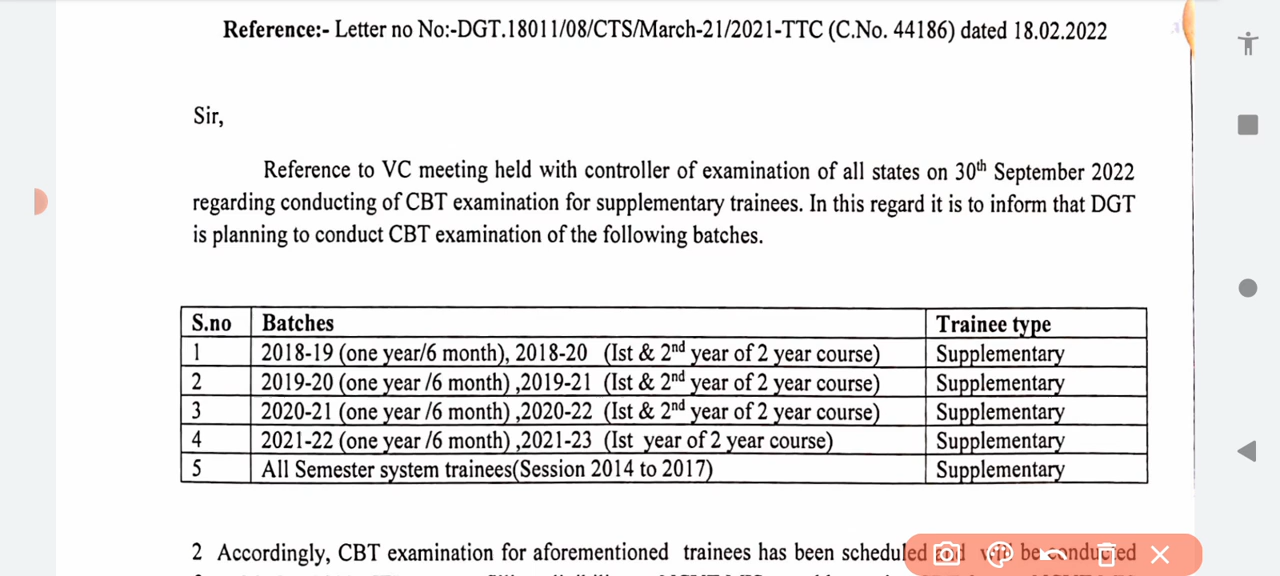 Reference:- Letter no No:-DGT.18011/08/CTS/March-21/2021-TTC (C.No. 44186) dated 18.02.2022
Sir,
Reference to VC meeting held with controller of examination of all states on 30th September 2022
regarding conducting of CBT examination for supplementary trainees. In this regard it is to inform that DGT
is planning to conduct CBT examination of the following batches.
S.no Batches Trainee type
1 2018-19 (one year/6 month), 2018-20 (Ist & 2nd year of 2 year course) Supplementary
2 2019-20 (one year /6 month) ,2019-21 (Ist & 2nd year of 2 year course) Supplementary
3 2020-21 (one year /6 month) ,2020-22 (Ist & 2nd year of 2 year course) Supplementary
4 2021-22 (one year /6 month) ,2021-23 (Ist year of 2 year course) Supplementary
5 All Semester system trainees(Session 2014 to 2017) Supplementary
2 Accordingly, CBT examination for aforementioned trainees has been scheduled and will be conducted